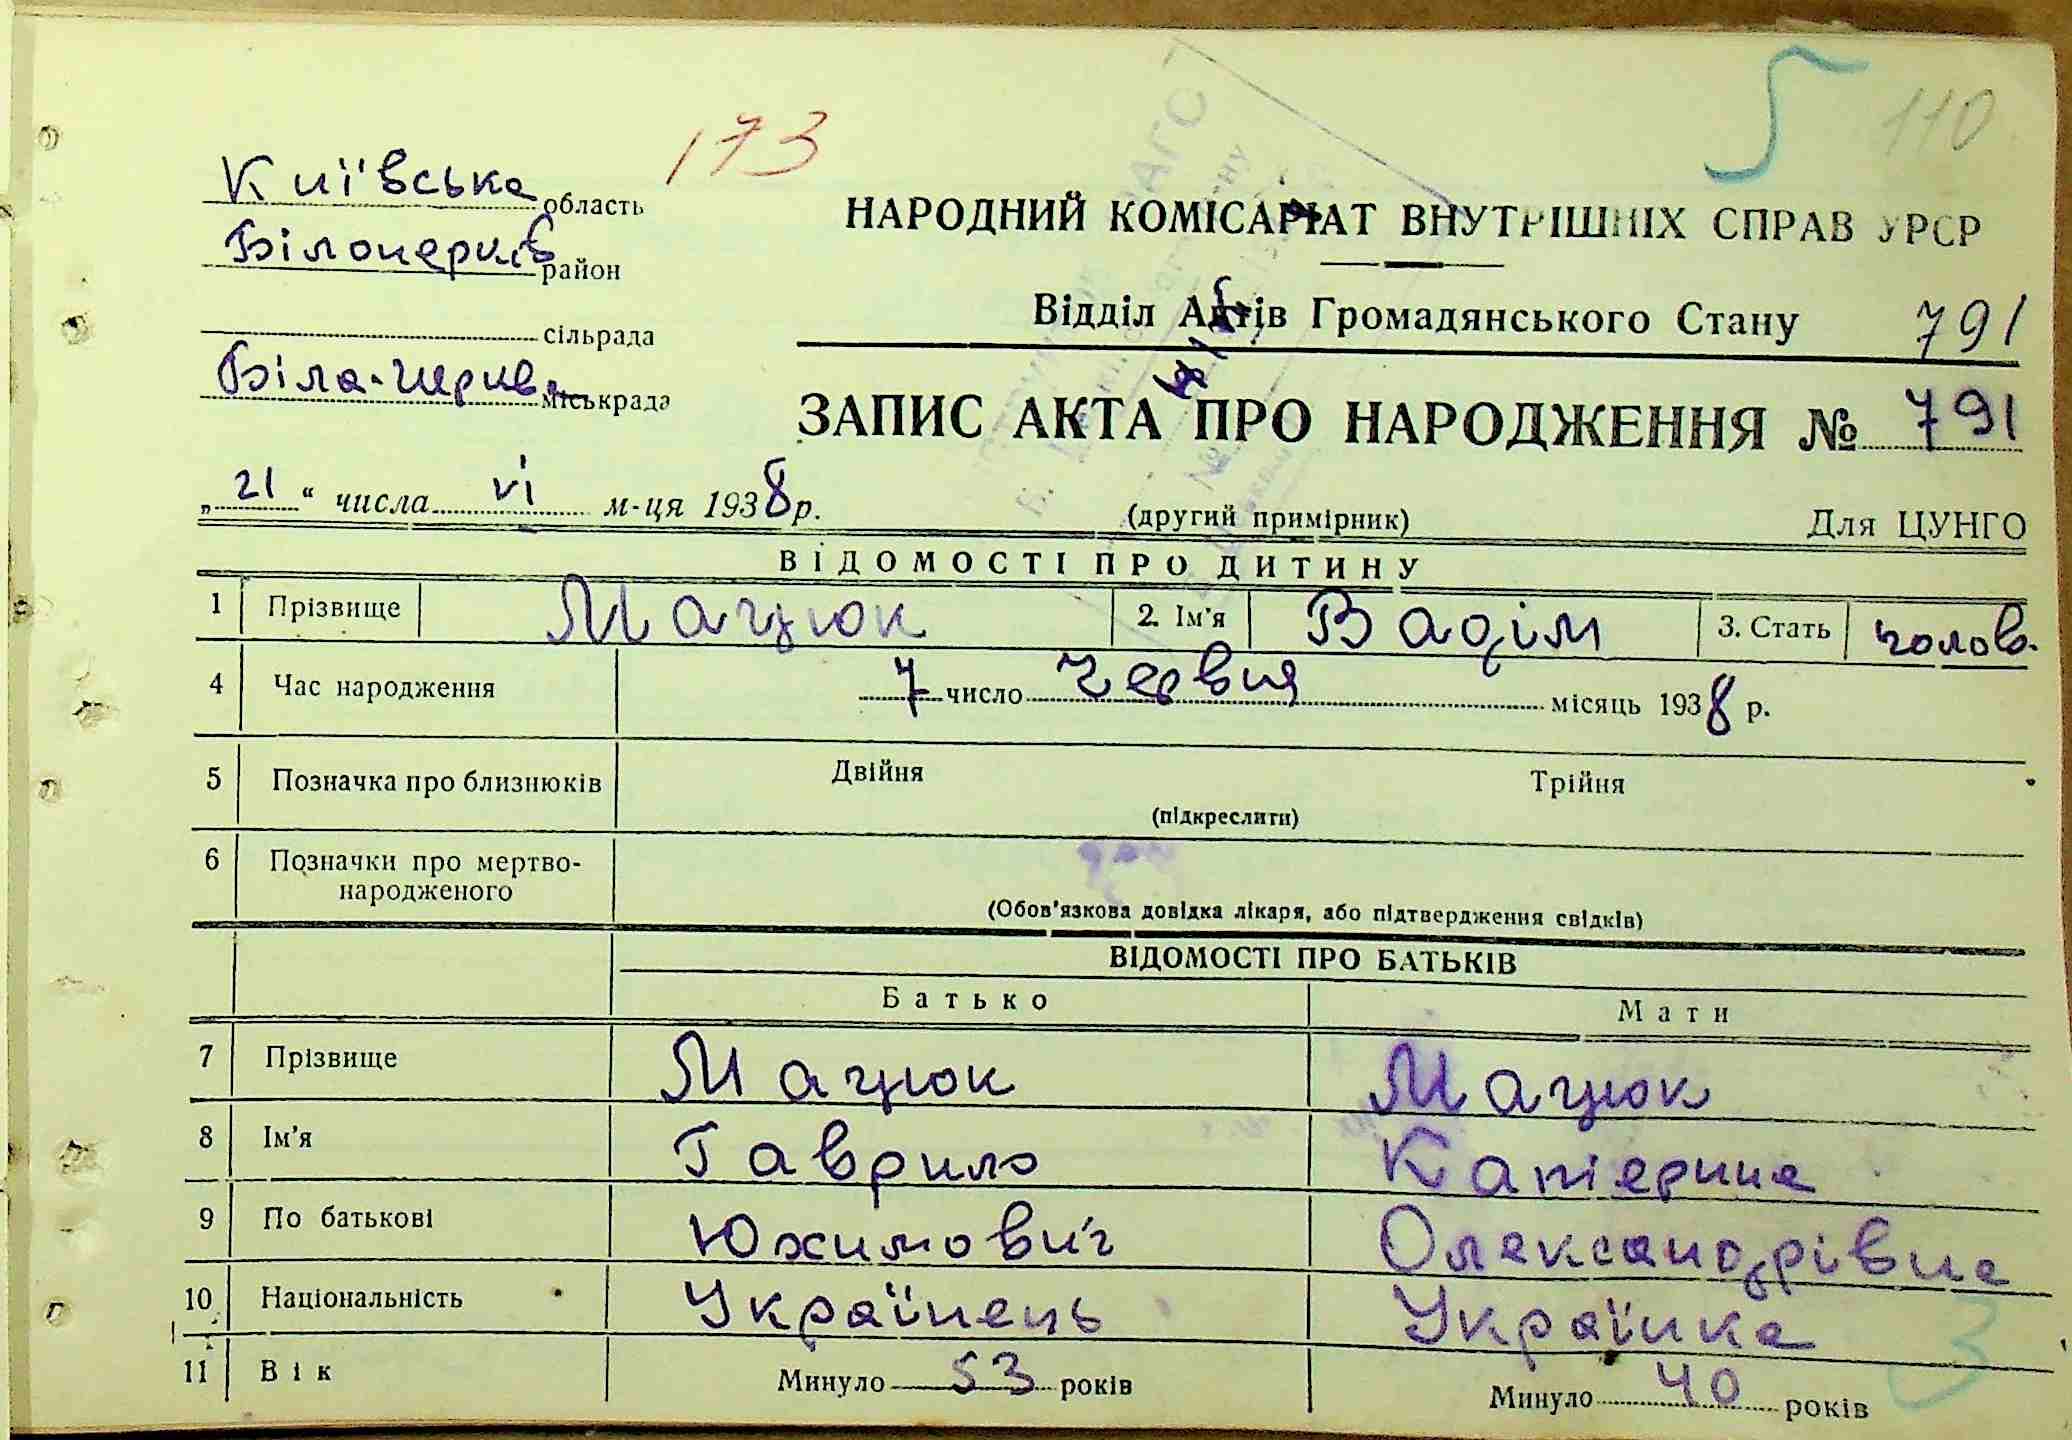 173
5
110
Київська область
Білоцерків район
сільрада
Біла-Церква міськрада
НАРОДНИЙ КОМІСАРІАТ ВНУТРІШНІХ СПРАВ УРСР
Відділ Актів Громадянського Стану 791
ЗАПИС АКТА ПРО НАРОДЖЕННЯ № 791
„21“ числа VI м-ця 1938 р. (другий примірник) Для ЦУНГО
ВІДОМОСТІ ПРО ДИТИНУ
1 Прізвище Мацюк 2. Ім’я Вадім 3. Стать чолов.
4 Час народження 7 число Червня місяць 1938 р.
5 Позначка про близнюків Двійня Трійня
(підкреслити)
6 Позначки про мертво-
народженого
(Обов’язкова довідка лікаря, або підтвердження свідків)
ВІДОМОСТІ ПРО БАТЬКІВ
Батько Мати
7 Прізвище Мацюк Мацюк
8 Ім’я Гаврило Катерина
9 По батькові Юхимович Олександрівна
10 Національність Українець Українка
11 Вік Минуло 53 років Минуло 40 років
3